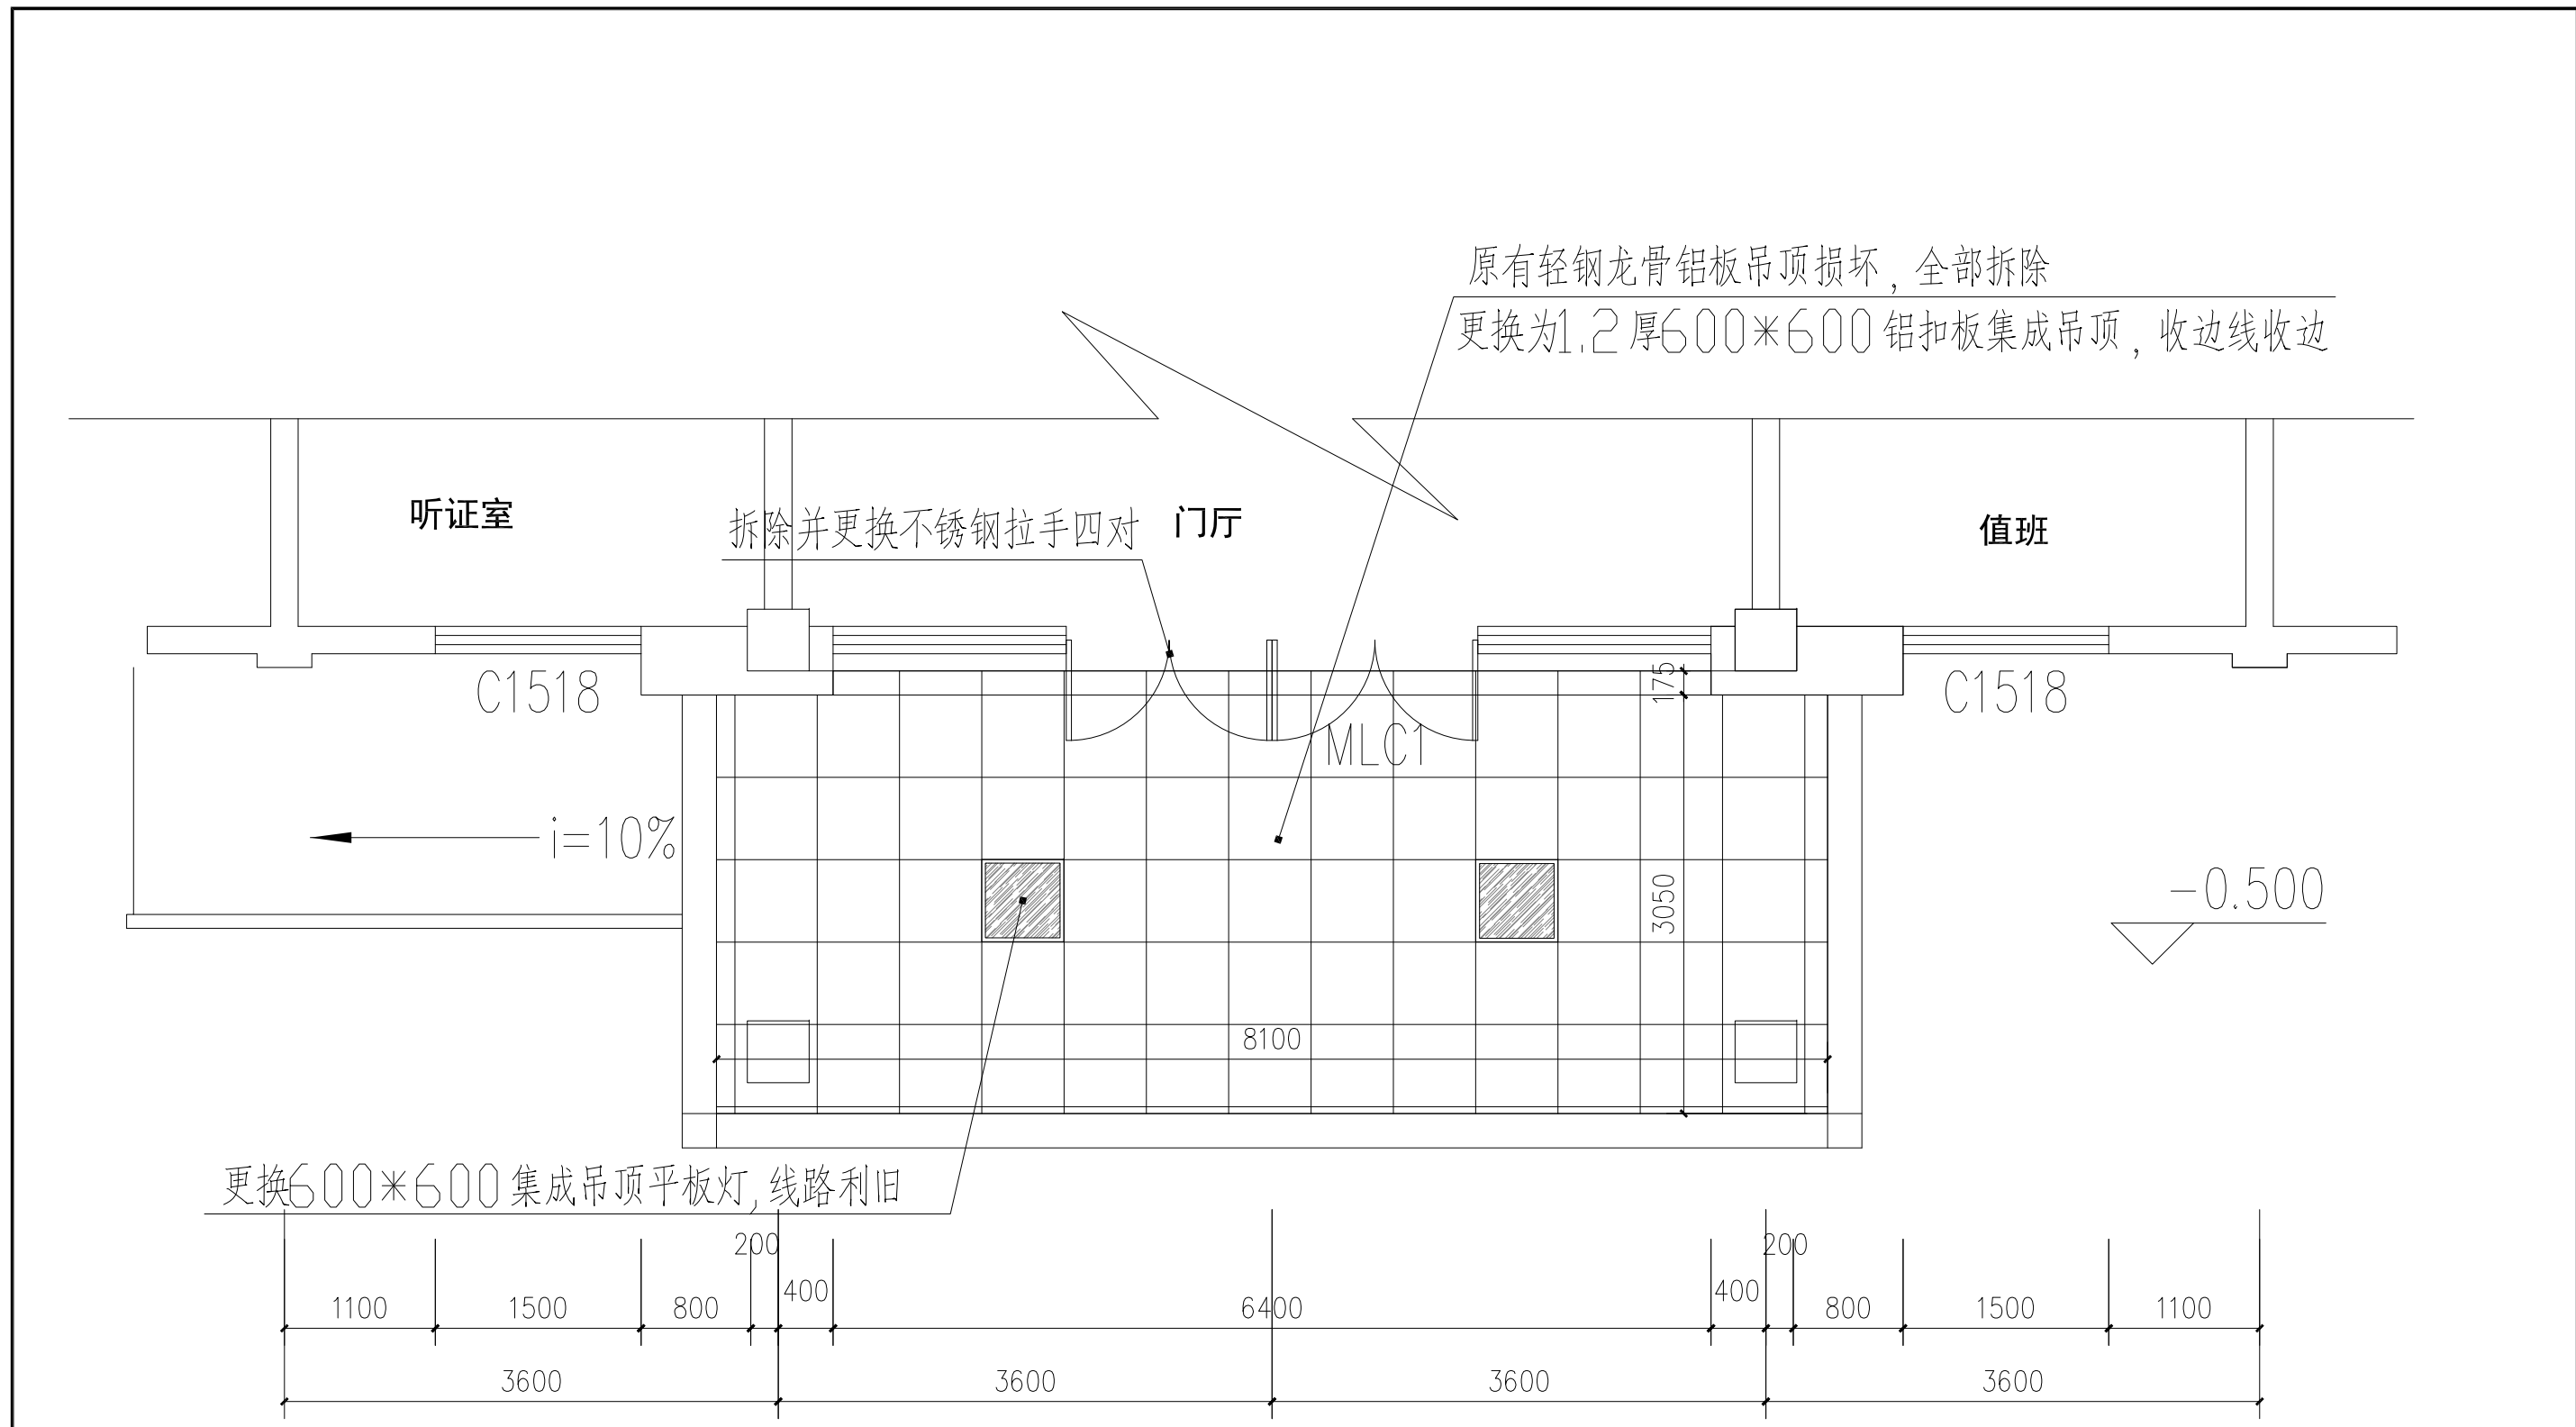 原有轻钢龙骨铝板吊顶损坏，全部拆除
更换为1.2厚600*600铝扣板集成吊顶，收边线收边
听证室
拆除并更换不锈钢拉手四对
门厅
值班
C1518
175
C1518
MLC1
i=10%
3050
-0.500
8100
更换600*600集成吊顶平板灯,线路利旧
200
200
400
400
1100
1500
800
6400
800
1500
1100
3600
3600
3600
3600